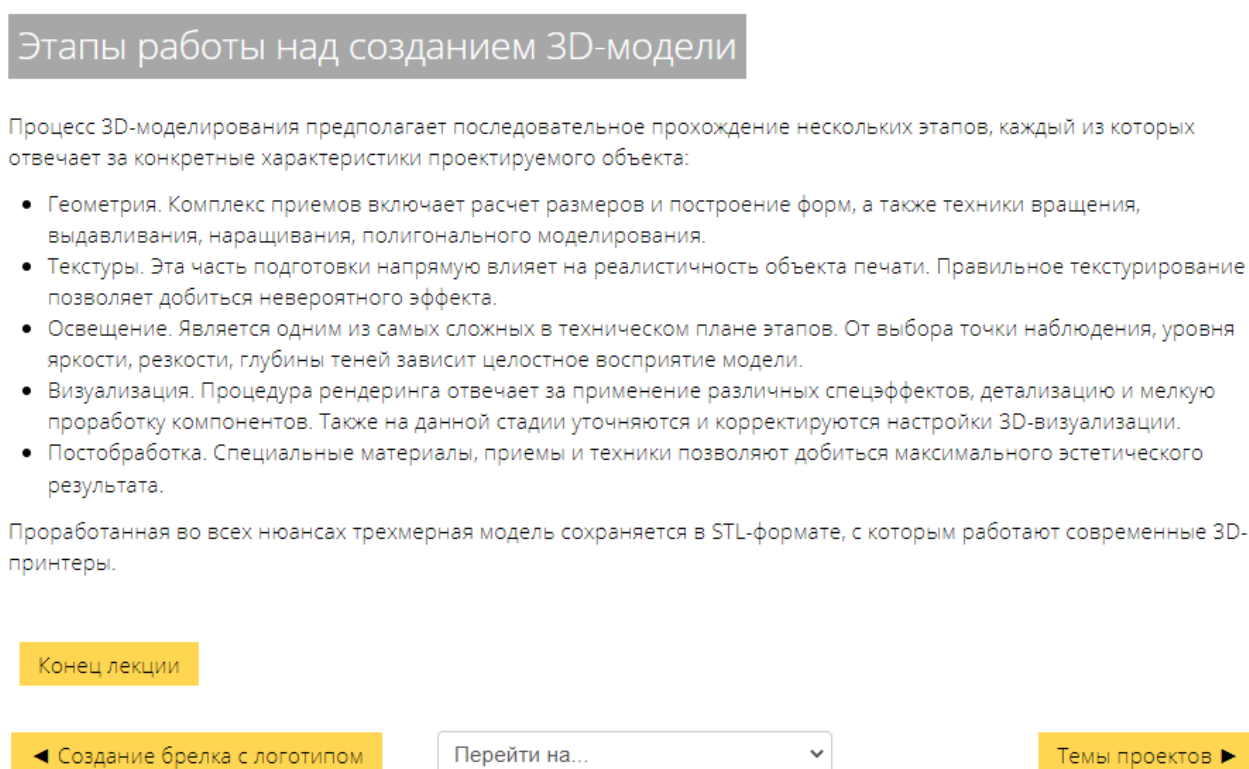 Этапы работы над созданием 3D-модели
Процесс 3D-моделирования предполагает последовательное прохождение нескольких этапов, каждый из которых
отвечает за конкретные характеристики проектируемого объекта:
● Геометрия. Комплекс приемов включает расчет размеров и построение форм, а также техники вращения,
выдавливания, наращивания, полигонального моделирования.
● Текстуры. Эта часть подготовки напрямую влияет на реалистичность объекта печати. Правильное текстурирование
позволяет добиться невероятного эффекта.
● Освещение. Является одним из самых сложных в техническом плане этапов. От выбора точки наблюдения, уровня
яркости, резкости, глубины теней зависит целостное восприятие модели.
● Визуализация. Процедура рендеринга отвечает за применение различных спецэффектов, детализацию и мелкую
проработку компонентов. Также на данной стадии уточняются и корректируются настройки 3D-визуализации.
● Постобработка. Специальные материалы, приемы и техники позволяют добиться максимального эстетического
результата.
Проработанная во всех нюансах трехмерная модель сохраняется в STL-формате, с которым работают современные 3D-
принтеры.
Конец лекции
◄ Создание брелка с логотипом
Перейти на...
Темы проектов ►